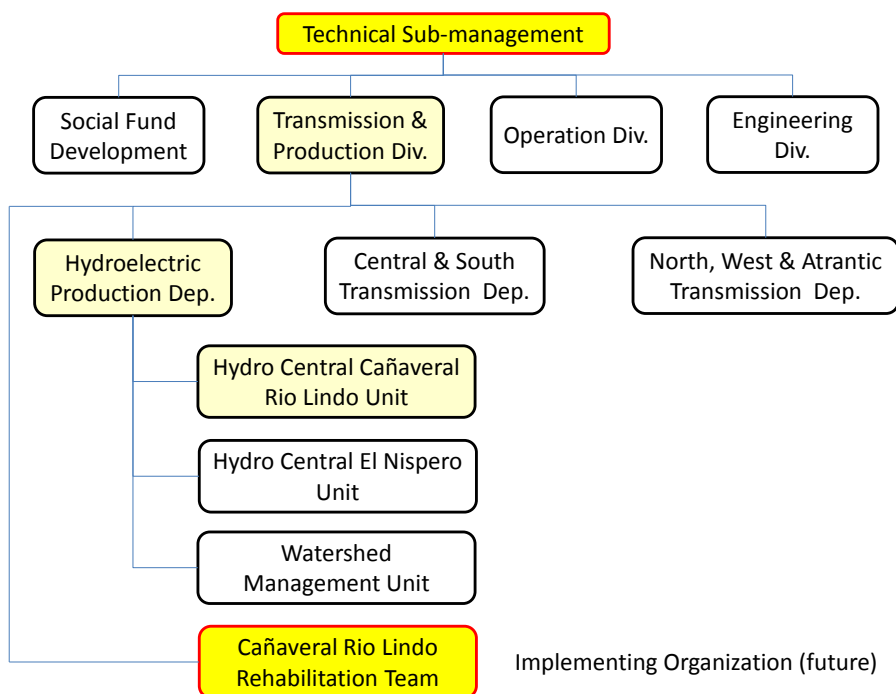 Technical Sub-management
Social Fund
Development
Transmission &
Production Div.
Operation Div.
Engineering
Div.
Hydroelectric
Production Dep.
Central & South
Transmission Dep.
North, West & Atrantic
Transmission Dep.
Hydro Central Cañaveral
Rio Lindo Unit
Hydro Central El Nispero
Unit
Watershed
Management Unit
Cañaveral Rio Lindo
Rehabilitation Team
Implementing Organization (future)